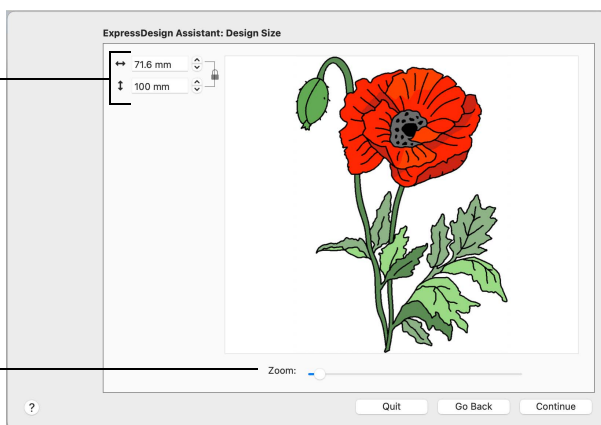 ExpressDesign Assistant: Design Size
71.6 mm
100 mm
Zoom:
?
Quit Go Back Continue